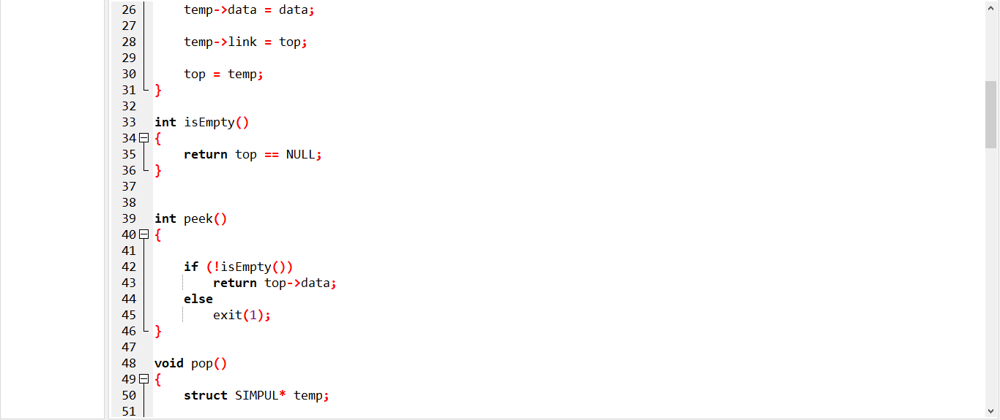 26 temp->data = data;
27
28 temp->link = top;
29
30 top = temp;
31 }
32
33 int isEmpty()
34 {
35 return top == NULL;
36 }
37
38
39 int peek()
40 {
41
42 if (!isEmpty())
43 return top->data;
44 else
45 exit(1);
46 }
47
48 void pop()
49 {
50 struct SIMPUL* temp;
51